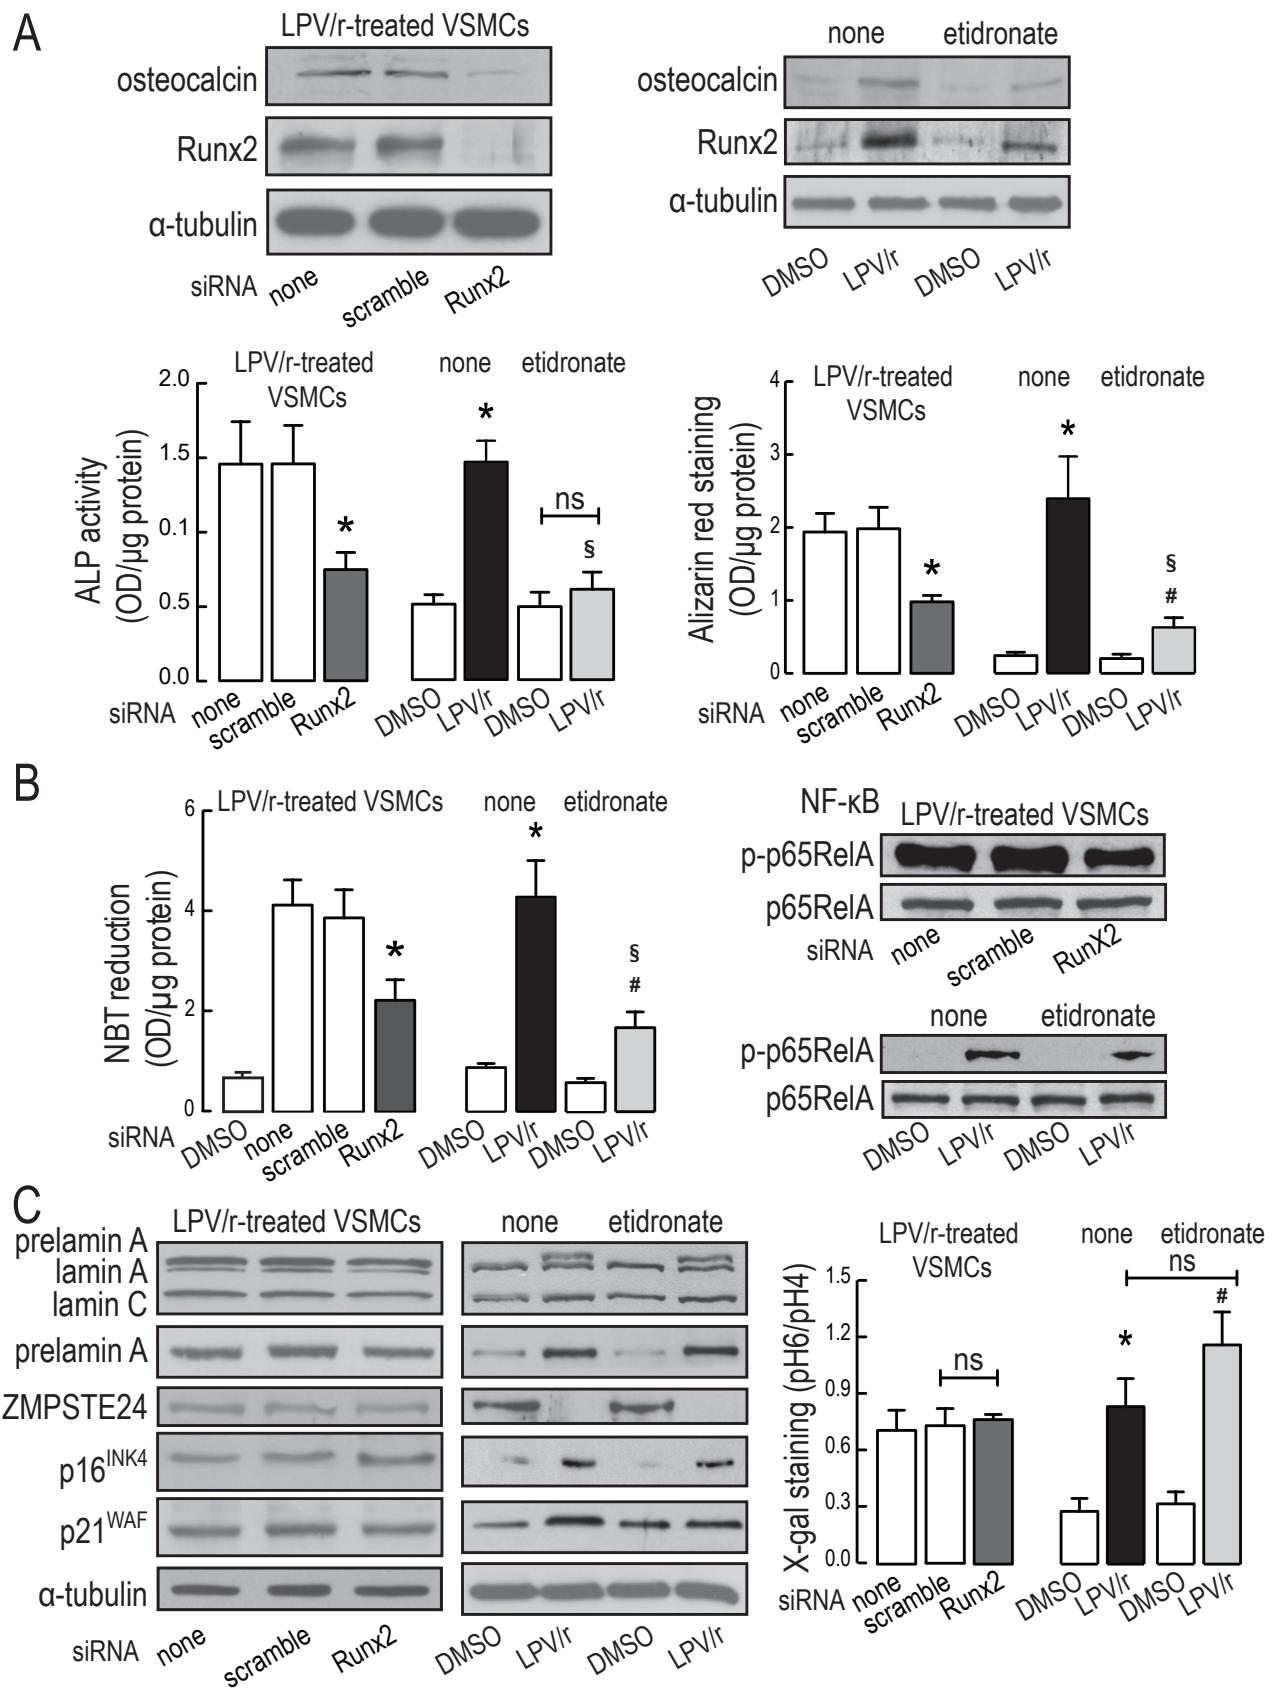 A
LPV/r-treated VSMCs
osteocalcin
Runx2
α-tubulin
siRNA none scramble Runx2
none etidronate
osteocalcin
Runx2
α-tubulin
DMSO LPV/r DMSO LPV/r
LPV/r-treated
VSMCs
none etidronate
ALP activity
(OD/µg protein)
2.0
1.5
0.1
0.5
0.0
*
*
ns
§
siRNA none scramble Runx2 DMSO LPV/r DMSO LPV/r
LPV/r-treated
VSMCs
none etidronate
Alizarin red staining
(OD/µg protein)
4
3
2
1
0
*
*
§
#
siRNA none scramble Runx2 DMSO LPV/r DMSO LPV/r
B
LPV/r-treated VSMCs none etidronate
NBT reduction
(OD/µg protein)
6
4
2
0
*
*
§
#
siRNA DMSO none scramble Runx2 DMSO LPV/r DMSO LPV/r
NF-κB
LPV/r-treated VSMCs
p-p65RelA
p65RelA
siRNA none scramble RunX2
none etidronate
p-p65RelA
p65RelA
DMSO LPV/r DMSO LPV/r
C
LPV/r-treated VSMCs none etidronate
prelamin A
lamin A
lamin C
prelamin A
ZMPSTE24
p16INK4
p21WAF
α-tubulin
siRNA none scramble Runx2 DMSO LPV/r DMSO LPV/r
LPV/r-treated
VSMCs
none etidronate
X-gal staining (pH6/pH4)
1.5
1.2
0.9
0.6
0.3
0.0
ns
*
ns
#
siRNA none scramble Runx2 DMSO LPV/r DMSO LPV/r